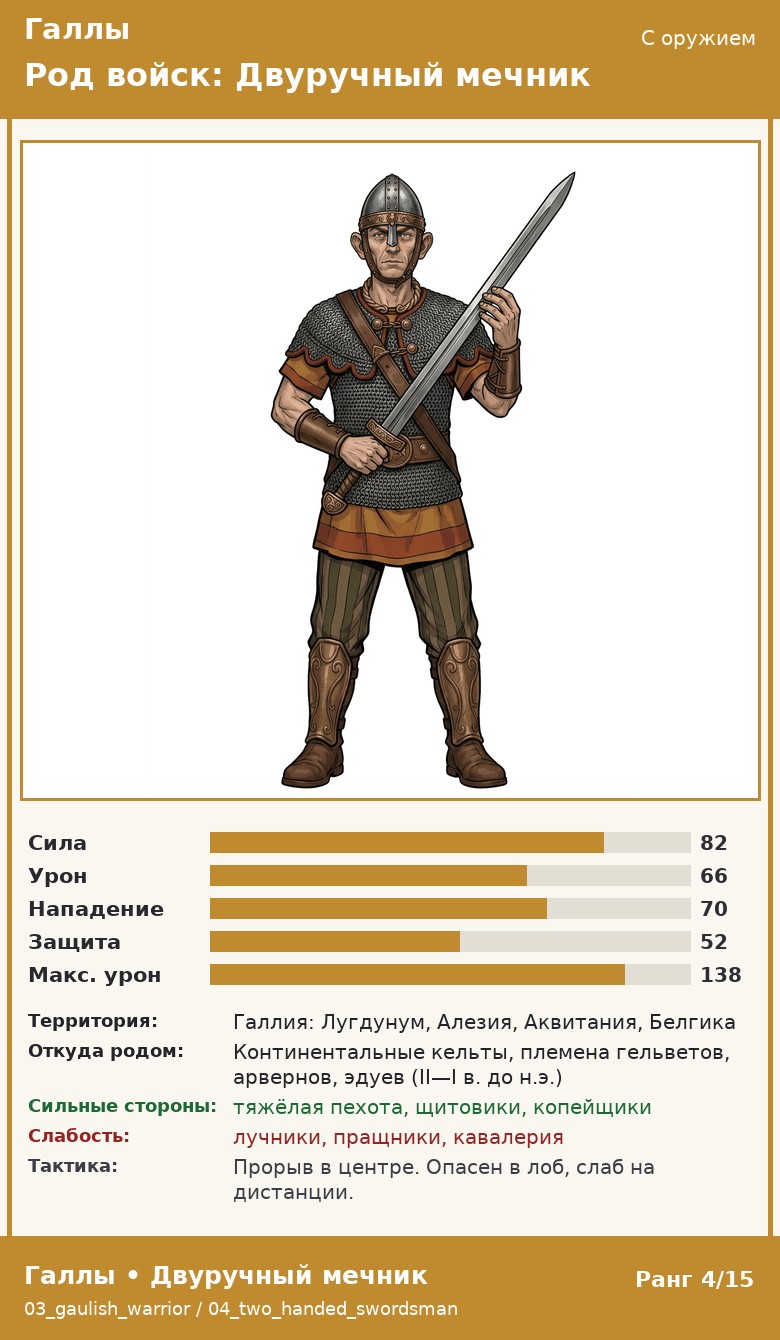 Галлы
С оружием
Род войск: Двуручный мечник
Сила 82
Урон 66
Нападение 70
Защита 52
Макс. урон 138
Территория: Галлия: Лугдунум, Алезия, Аквитания, Белгика
Откуда родом: Континентальные кельты, племена гельветов,
арвернов, эдуев (II—I в. до н.э.)
Сильные стороны: тяжёлая пехота, щитовики, копейщики
Слабость: лучники, пращники, кавалерия
Тактика: Прорыв в центре. Опасен в лоб, слаб на
дистанции.
Галлы • Двуручный мечник
Ранг 4/15
03_gaulish_warrior / 04_two_handed_swordsman